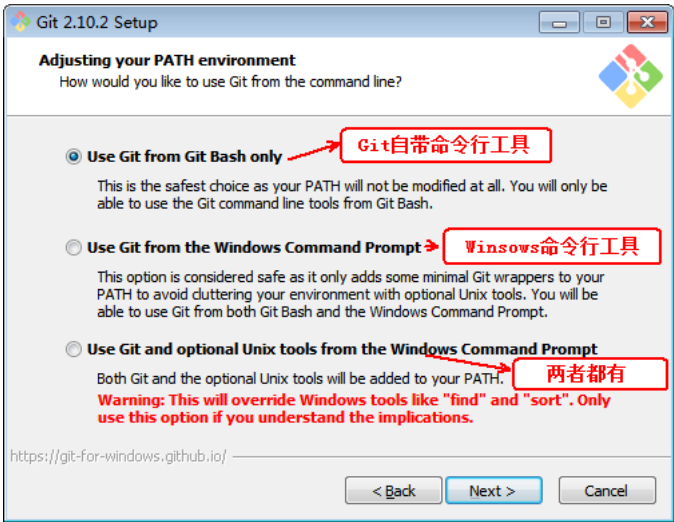 Git 2.10.2 Setup
Adjusting your PATH environment
How would you like to use Git from the command line?
Git自带命令行工具
Use Git from Git Bash only
This is the safest choice as your PATH will not be modified at all. You will only be
able to use the Git command line tools from Git Bash.
Use Git from the Windows Command Prompt
Winsows命令行工具
This option is considered safe as it only adds some minimal Git wrappers to your
PATH to avoid cluttering your environment with optional Unix tools. You will be
able to use Git from both Git Bash and the Windows Command Prompt.
Use Git and optional Unix tools from the Windows Command Prompt
Both Git and the optional Unix tools will be added to your PATH.
两者都有
Warning: This will override Windows tools like "find" and "sort". Only
use this option if you understand the implications.
https://git-for-windows.github.io/
< Back
Next >
Cancel